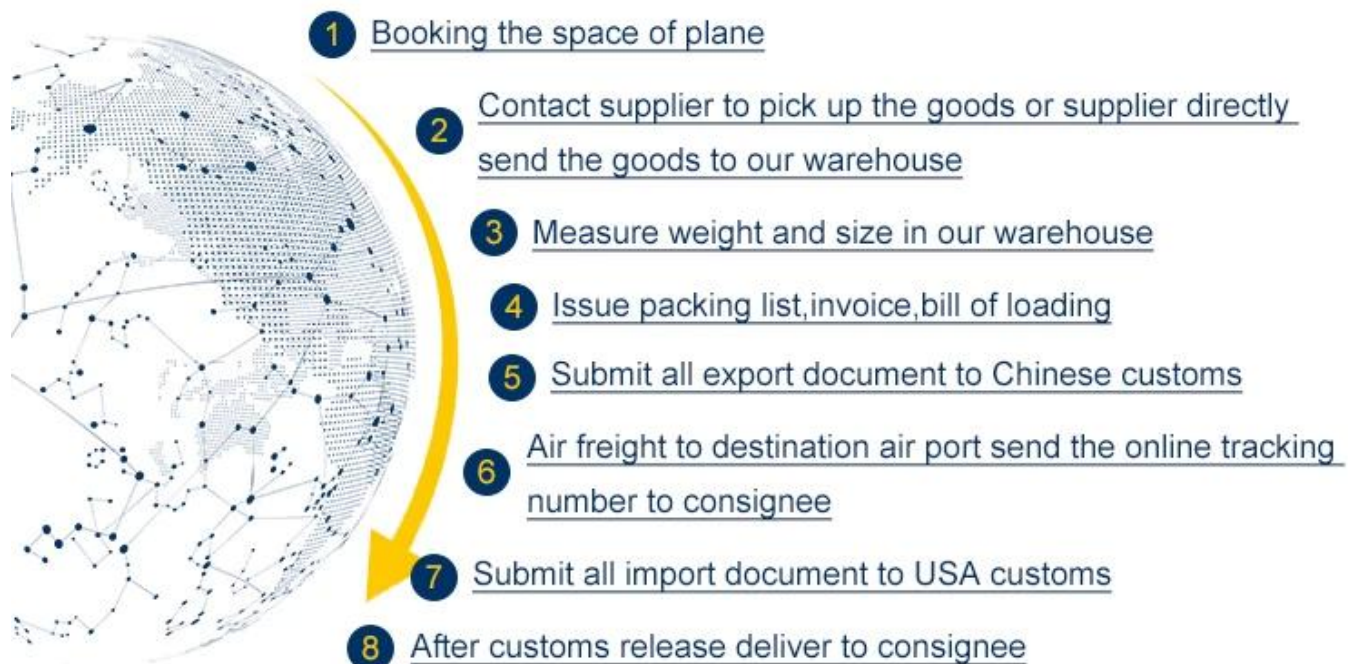 1 Booking the space of plane
2 Contact supplier to pick up the goods or supplier directly
send the goods to our warehouse
3 Measure weight and size in our warehouse
4 Issue packing list,invoice,bill of loading
5 Submit all export document to Chinese customs
6 Air freight to destination air port send the online tracking
number to consignee
7 Submit all import document to USA customs
8 After customs release deliver to consignee